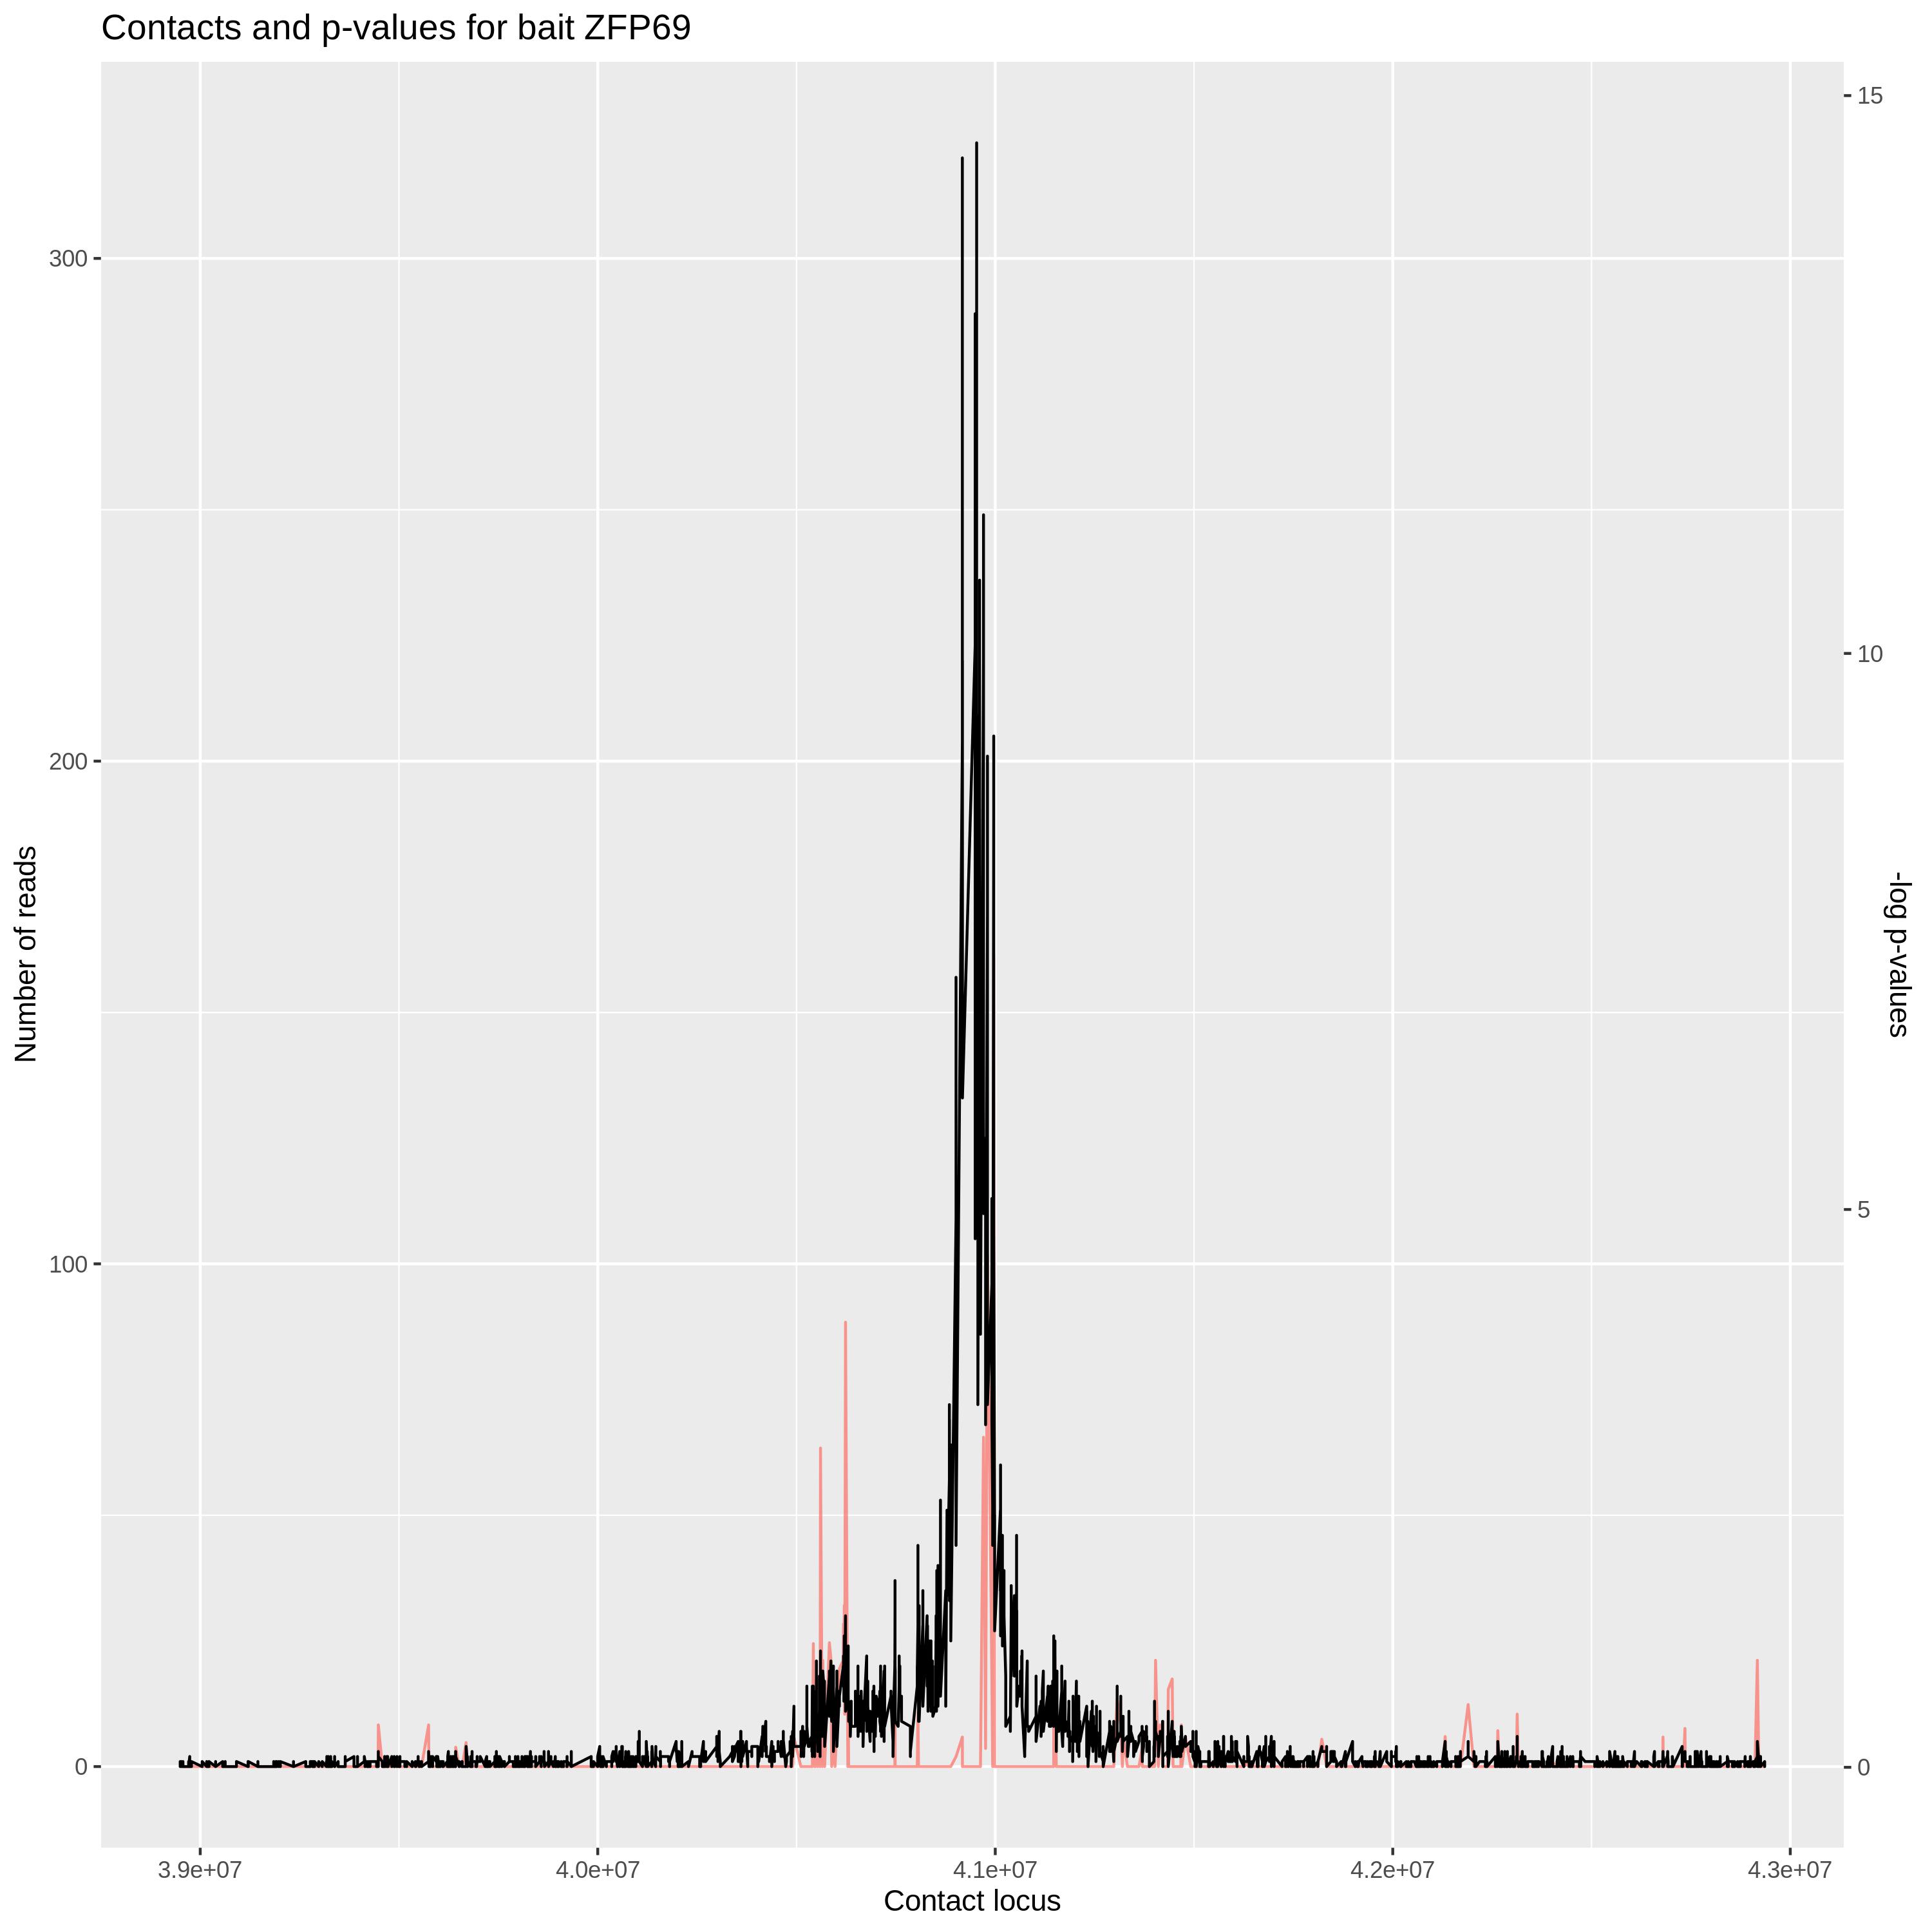 Contacts and p-values for bait ZFP69
15
300
10
200
Number of reads
-log p-values
5
100
0
0
3.9e+07
4.0e+07
4.1e+07
4.2e+07
4.3e+07
Contact locus